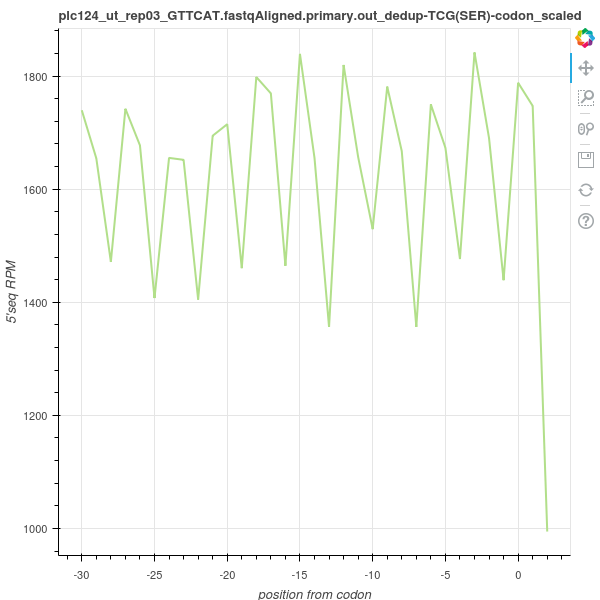 plc124_ut_rep03_GTTCAT.fastqAligned.primary.out_dedup-TCG(SER)-codon_scaled
1800
1600
1400
1200
1000
5'seq RPM
-30 -25 -20 -15 -10 -5 0
position from codon